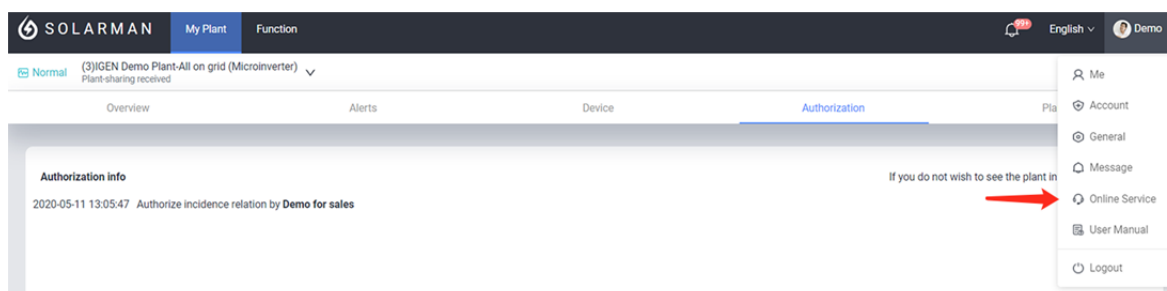 SOLARMAN My Plant Function 99+ English Demo
Normal (3)IGEN Demo Plant-All on grid (Microinverter)
Plant-sharing received
Overview Alerts Device Authorization Pla
Me
Account
General
Message
Online Service
User Manual
Logout
Authorization info If you do not wish to see the plant in
2020-05-11 13:05:47 Authorize incidence relation by Demo for sales